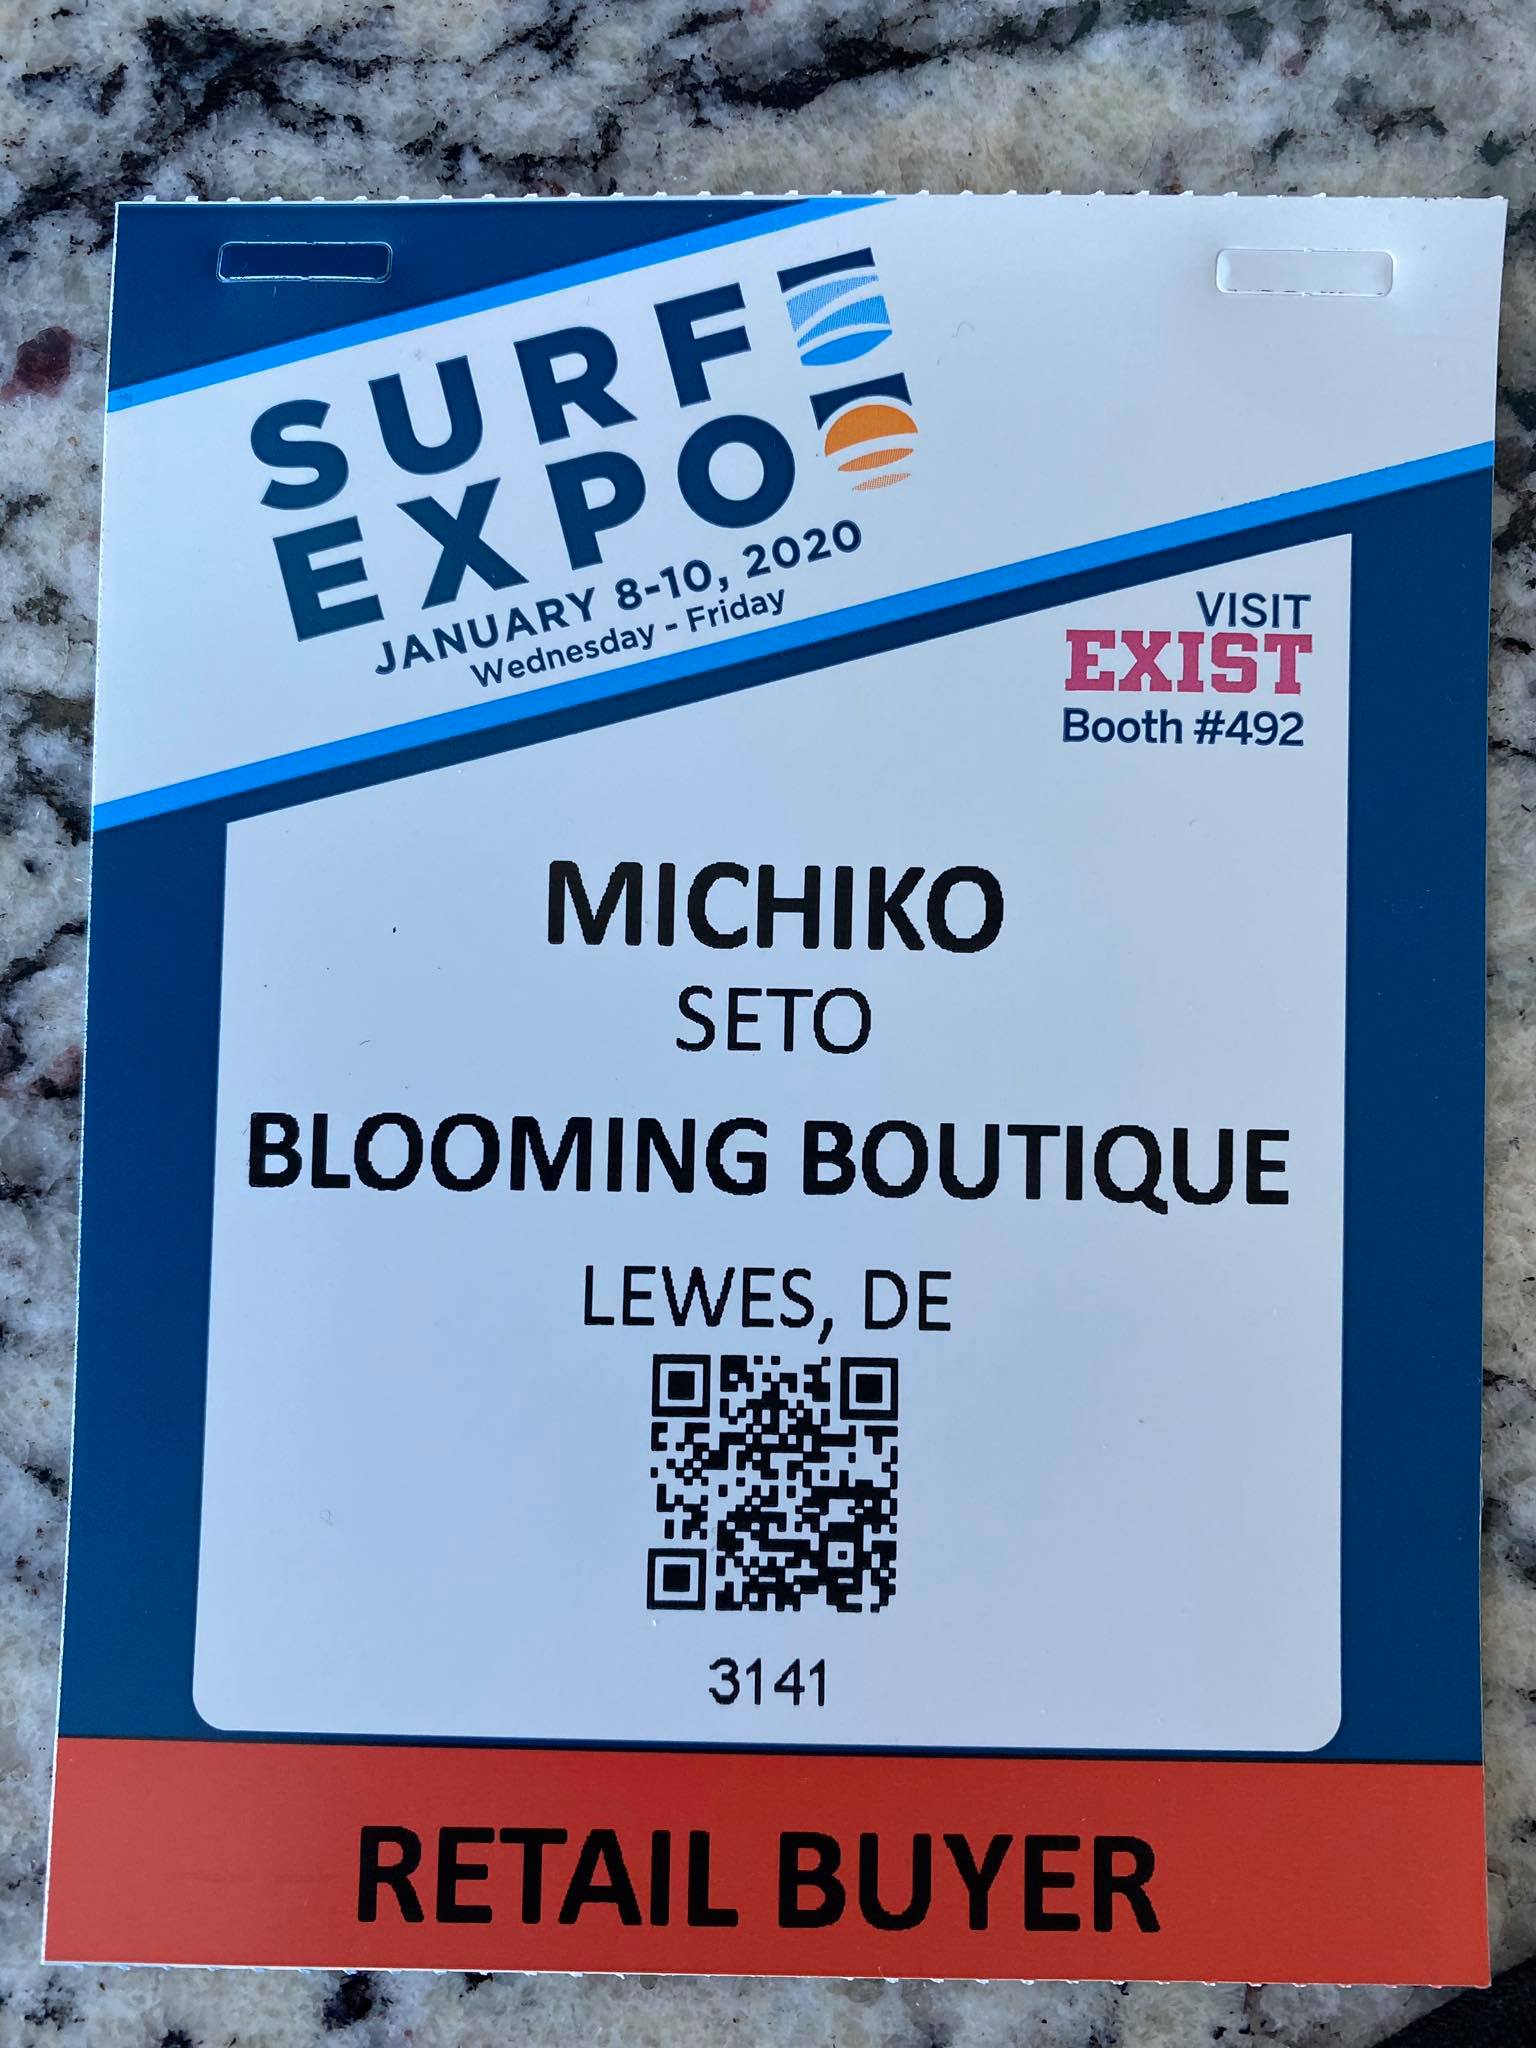 SURF
EXPO
JANUARY 8-10, 2020
Wednesday - Friday
VISIT
EXIST
Booth #492
MICHIKO
SETO
BLOOMING BOUTIQUE
LEWES, DE
3141
RETAIL BUYER